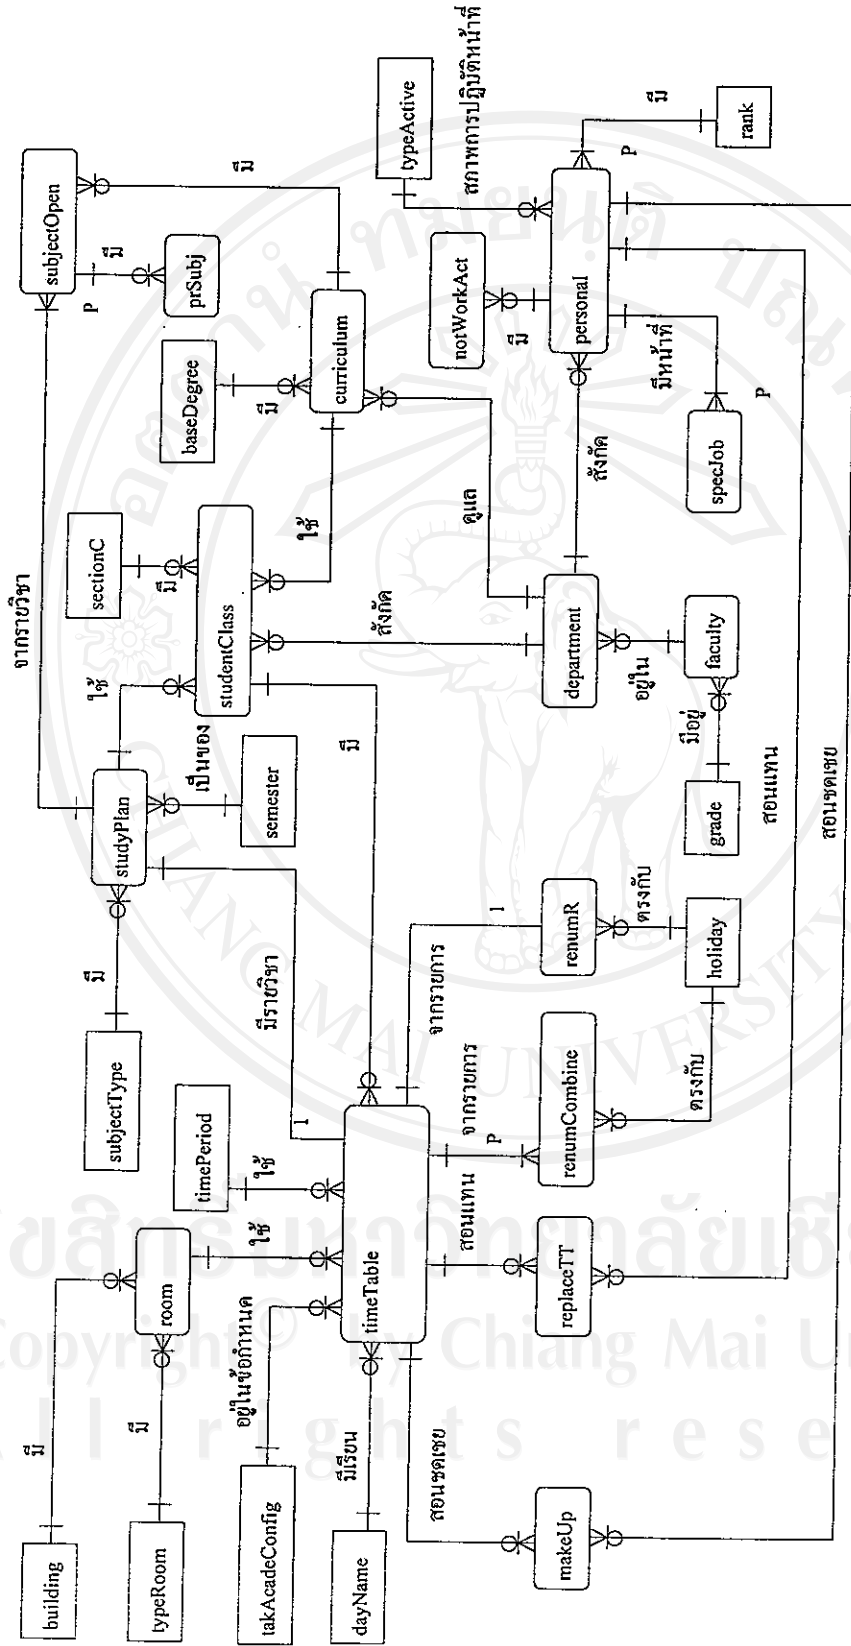 building
มี
typeRoom
มี
room
takAcadeConfig
อยู่ในข้อกำหนด
dayName
มีเรียน
ใช้
timePeriod
ใช้
timeTable
subjectType
มี
มีรายวิชา
1
studyPlan
เป็นของ
semester
ใช้
จากรายวิชา
sectionC
มี
studentClass
มี
สังกัด
ใช้
baseDegree
มี
curriculum
ดูแล
มี
subjectOpen
P
มี
prSubj
สอนชดเชย
makeUp
สอนแทน
replaceTT
จากรายการ
P
renumCombine
ตรงกับ
จากรายการ
1
renumR
ตรงกับ
holiday
grade
มีอยู่
faculty
อยู่ใน
department
สังกัด
specJob
P
มีหน้าที่
personal
notWorkAct
มี
typeActive
สภาพการปฏิบัติหน้าที่
P
มี
rank
สอนแทน
สอนชดเชย
CHIANG MAI UNIVERSITY
Copyright© by Chiang Mai Un
All rights rese